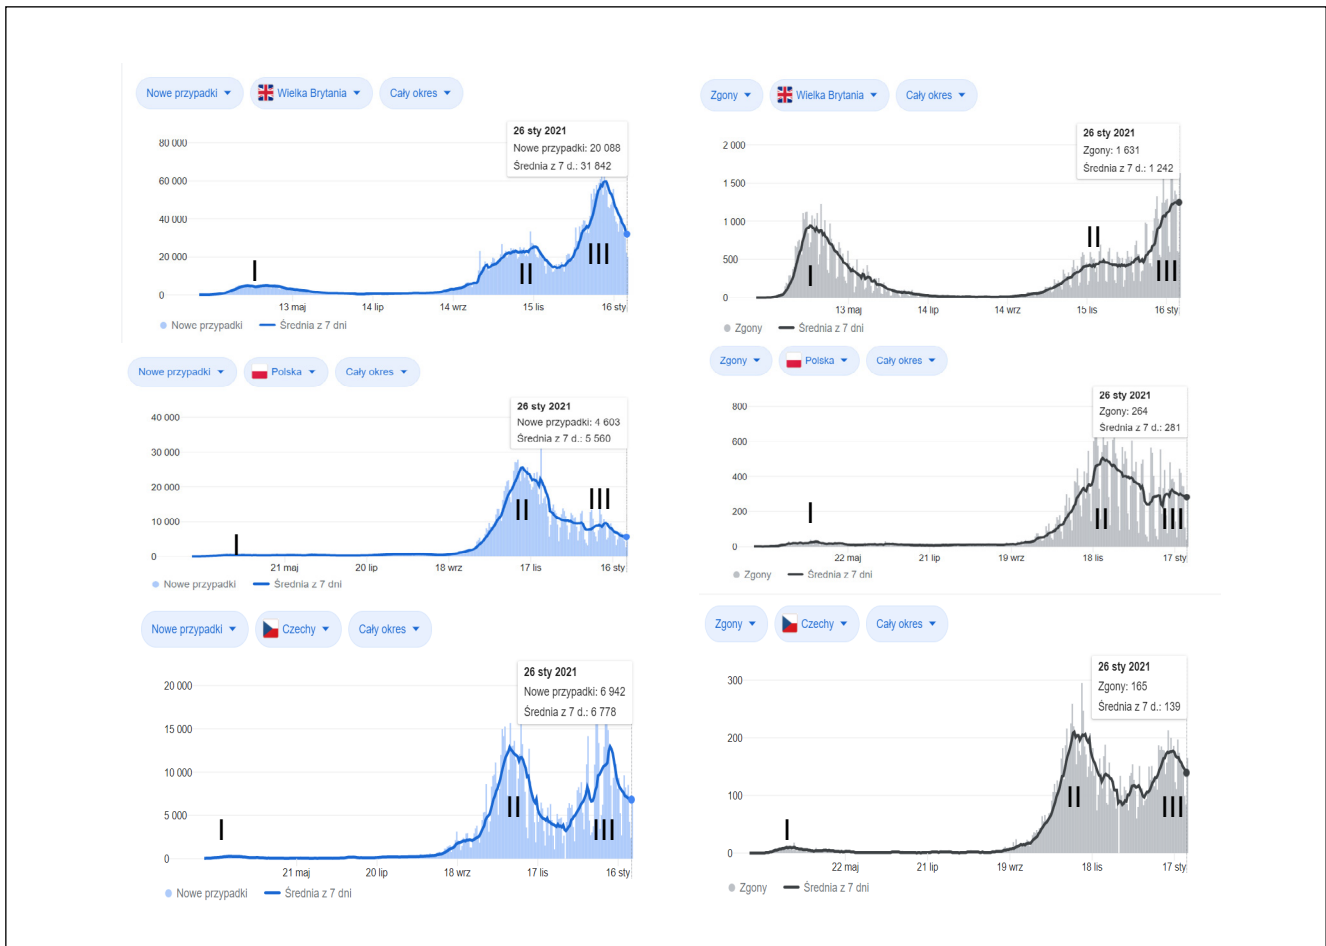 Nowe przypadki Wielka Brytania Cały okres
26 sty 2021
Nowe przypadki: 20 088
Średnia z 7 d.: 31 842
80 000
60 000
40 000
20 000
0
I
II
III
13 maj 14 lip 14 wrz 15 lis 16 sty
Nowe przypadki Średnia z 7 dni
Zgony Wielka Brytania Cały okres
26 sty 2021
Zgony: 1 631
Średnia z 7 d.: 1 242
2 000
1 500
1 000
500
0
I
II
III
13 maj 14 lip 14 wrz 15 lis 16 sty
Zgony Średnia z 7 dni
Nowe przypadki Polska Cały okres
26 sty 2021
Nowe przypadki: 4 603
Średnia z 7 d.: 5 560
40 000
30 000
20 000
10 000
0
I
II
III
21 maj 20 lip 18 wrz 17 lis 16 sty
Nowe przypadki Średnia z 7 dni
Zgony Polska Cały okres
26 sty 2021
Zgony: 264
Średnia z 7 d.: 281
800
600
400
200
0
I
II
III
22 maj 21 lip 19 wrz 18 lis 17 sty
Zgony Średnia z 7 dni
Nowe przypadki Czechy Cały okres
26 sty 2021
Nowe przypadki: 6 942
Średnia z 7 d.: 6 778
20 000
15 000
10 000
5 000
0
I
II
III
21 maj 20 lip 18 wrz 17 lis 16 sty
Nowe przypadki Średnia z 7 dni
Zgony Czechy Cały okres
26 sty 2021
Zgony: 165
Średnia z 7 d.: 139
300
200
100
0
I
II
III
22 maj 21 lip 19 wrz 18 lis 17 sty
Zgony Średnia z 7 dni